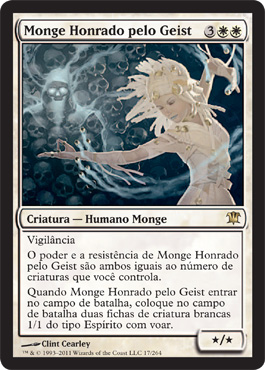 Monge Honrado pelo Geist 3
Criatura — Humano Monge
Vigilância
O poder e a resistência de Monge Honrado
pelo Geist são ambos iguais ao número de
criaturas que você controla.
Quando Monge Honrado pelo Geist entrar
no campo de batalha, coloque no campo
de batalha duas fichas de criatura brancas
1/1 do tipo Espírito com voar.
★/★
Clint Cearley
™ & © 1993–2011 Wizards of the Coast LLC 17/264